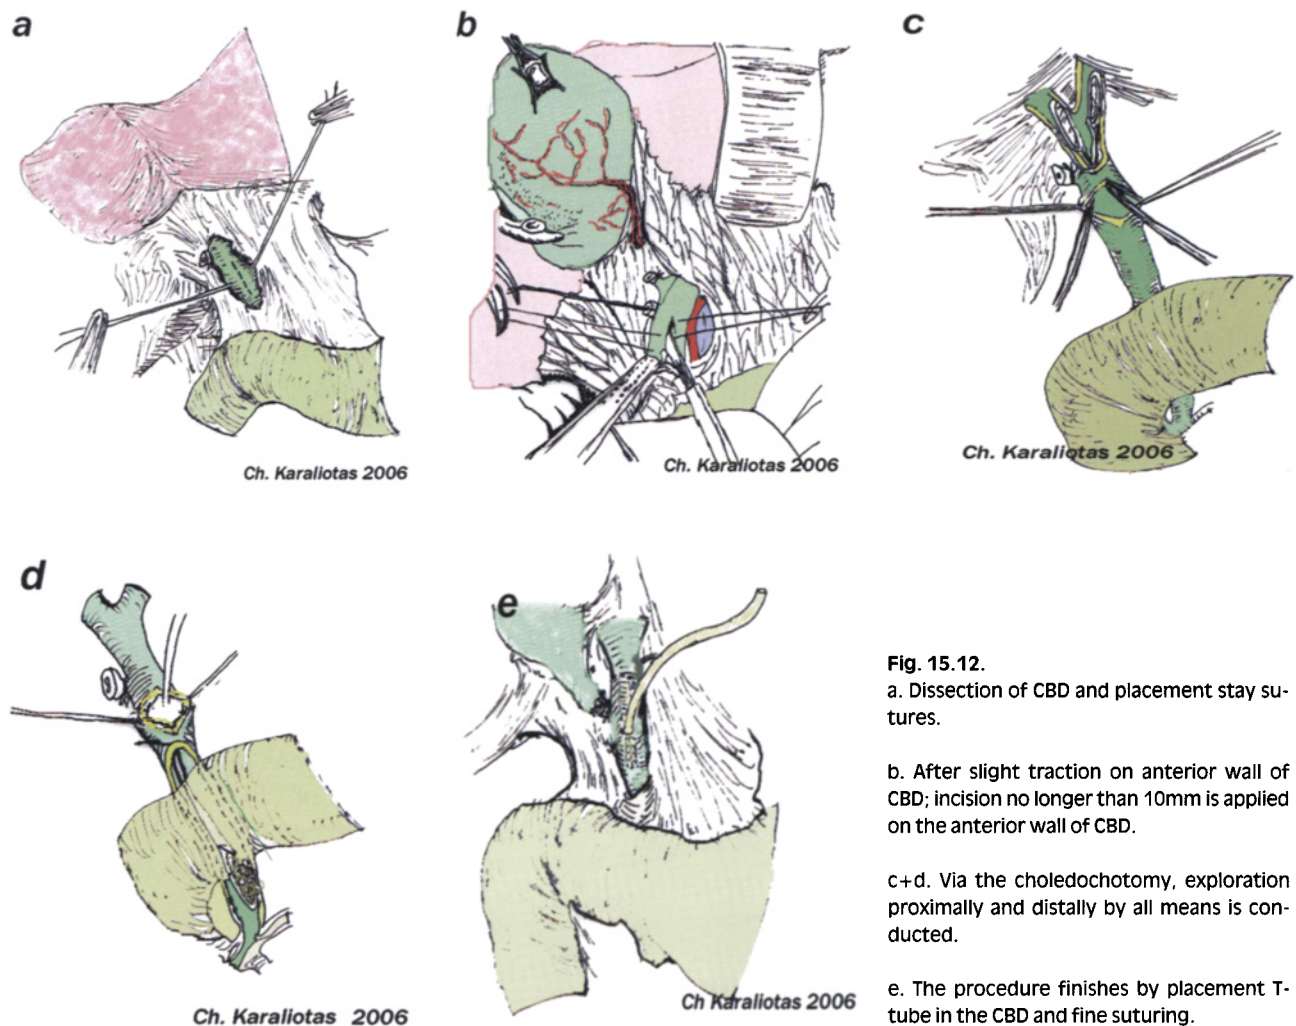 a
b
c
Ch. Karaliotas 2006
Ch. Karaliotas 2006
Ch. Karaliotas 2006
d
e
Ch. Karaliotas 2006
Ch Karaliotas 2006
Fig. 15.12.
a. Dissection of CBD and placement stay su-
tures.
b. After slight traction on anterior wall of
CBD; incision no longer than 10mm is applied
on the anterior wall of CBD.
c+d. Via the choledochotomy, exploration
proximally and distally by all means is con-
ducted.
e. The procedure finishes by placement T-
tube in the CBD and fine suturing.